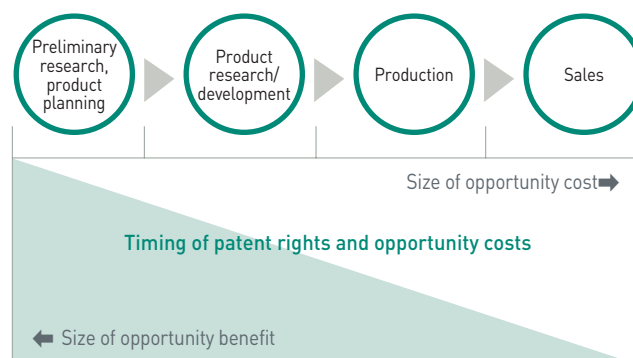 Preliminary
research,
product
planning
Product
research/
development
Production
Sales
Size of opportunity cost
Timing of patent rights and opportunity costs
Size of opportunity benefit